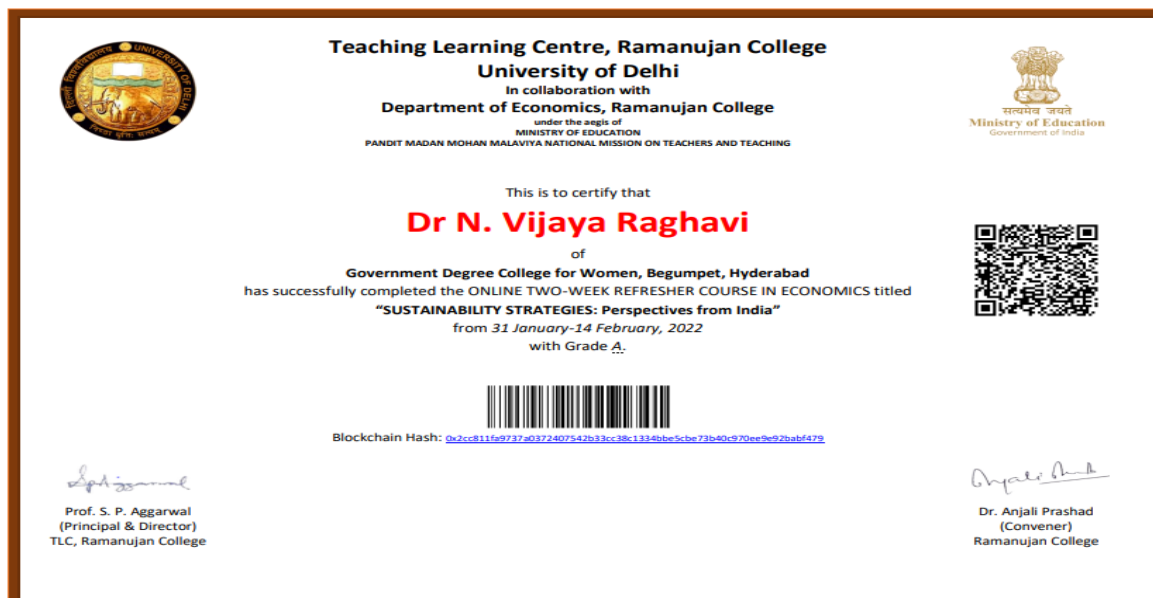 Teaching Learning Centre, Ramanujan College
University of Delhi
In collaboration with
Department of Economics, Ramanujan College
under the aegis of
MINISTRY OF EDUCATION
PANDIT MADAN MOHAN MALAVIYA NATIONAL MISSION ON TEACHERS AND TEACHING
सत्यमेव जयते
Ministry of Education
Government of India
This is to certify that
Dr N. Vijaya Raghavi
of
Government Degree College for Women, Begumpet, Hyderabad
has successfully completed the ONLINE TWO-WEEK REFRESHER COURSE IN ECONOMICS titled
“SUSTAINABILITY STRATEGIES: Perspectives from India”
from 31 January-14 February, 2022
with Grade A.
Blockchain Hash: 0x2cc811fa9737a0372407542b33cc38c1334bbe5cbe73b40c970ee9e92babf479
Prof. S. P. Aggarwal
(Principal & Director)
TLC, Ramanujan College
Dr. Anjali Prashad
(Convener)
Ramanujan College